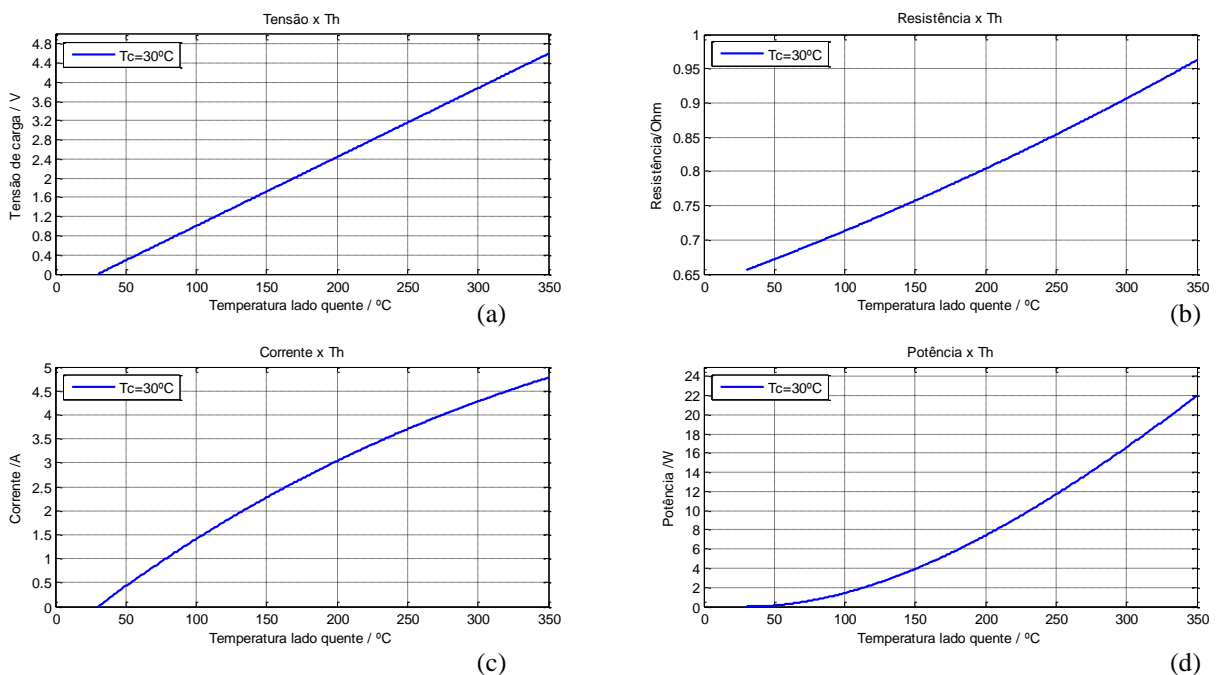 Tensão x Th
Tc=30ºC
Tensão de carga / V
4.8
4.4
4
3.6
3.2
2.8
2.4
2
1.6
1.2
0.8
0.4
0
0 50 100 150 200 250 300 350
Temperatura lado quente / ºC
(a)
Resistência x Th
Tc=30ºC
Resistência/Ohm
1
0.95
0.9
0.85
0.8
0.75
0.7
0.65
0 50 100 150 200 250 300 350
Temperatura lado quente / ºC
(b)
Corrente x Th
Tc=30ºC
Corrente /A
5
4.5
4
3.5
3
2.5
2
1.5
1
0.5
0
0 50 100 150 200 250 300 350
Temperatura lado quente / ºC
(c)
Potência x Th
Tc=30ºC
Potência /W
24
22
20
18
16
14
12
10
8
6
4
2
0
0 50 100 150 200 250 300 350
Temperatura lado quente / ºC
(d)